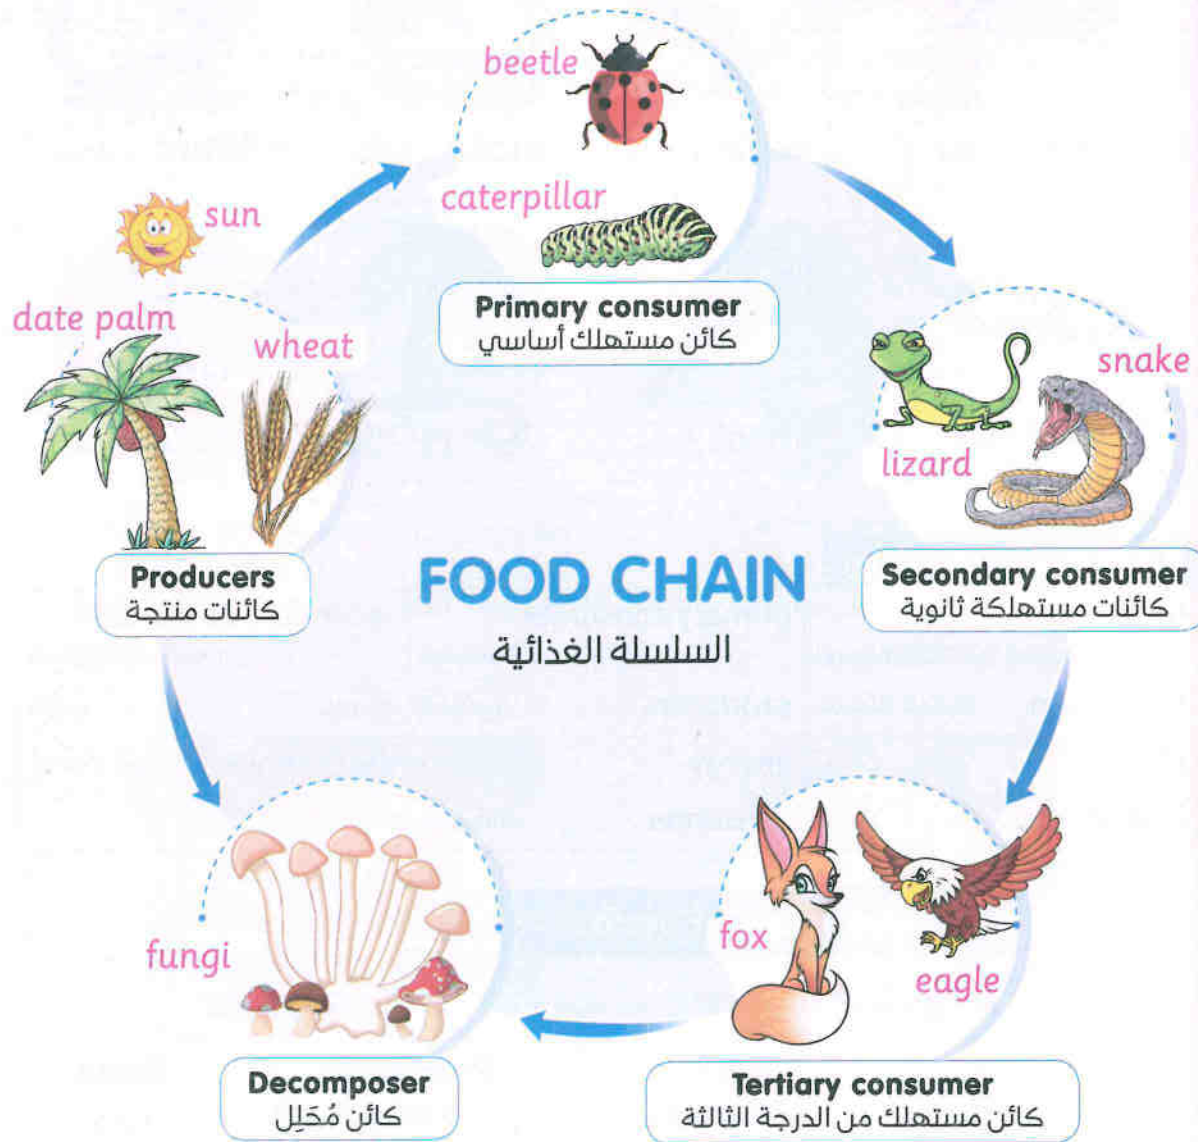 beetle
caterpillar
Primary consumer
كائن مستهلك أساسي
sun
date palm
wheat
Producers
كائنات منتجة
snake
lizard
Secondary consumer
كائنات مستهلكة ثانوية
FOOD CHAIN
السلسلة الغذائية
fungi
Decomposer
كائن مُحَلِل
fox
eagle
Tertiary consumer
كائن مستهلك من الدرجة الثالثة